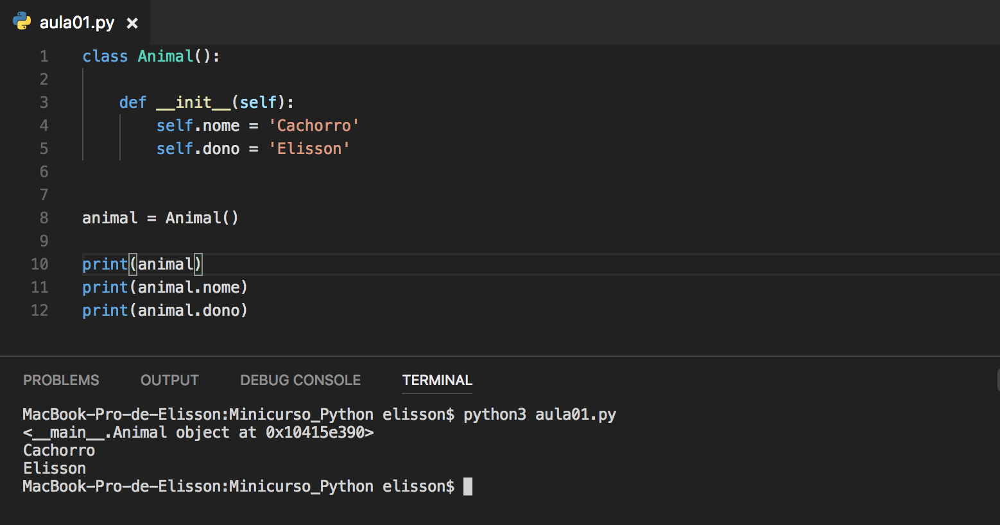 aula01.py ×
1 class Animal():
2
3     def __init__(self):
4         self.nome = 'Cachorro'
5         self.dono = 'Elisson'
6
7
8 animal = Animal()
9
10 print(animal)
11 print(animal.nome)
12 print(animal.dono)
PROBLEMS OUTPUT DEBUG CONSOLE TERMINAL
MacBook-Pro-de-Elisson:Minicurso_Python elisson$ python3 aula01.py
<__main__.Animal object at 0x10415e390>
Cachorro
Elisson
MacBook-Pro-de-Elisson:Minicurso_Python elisson$